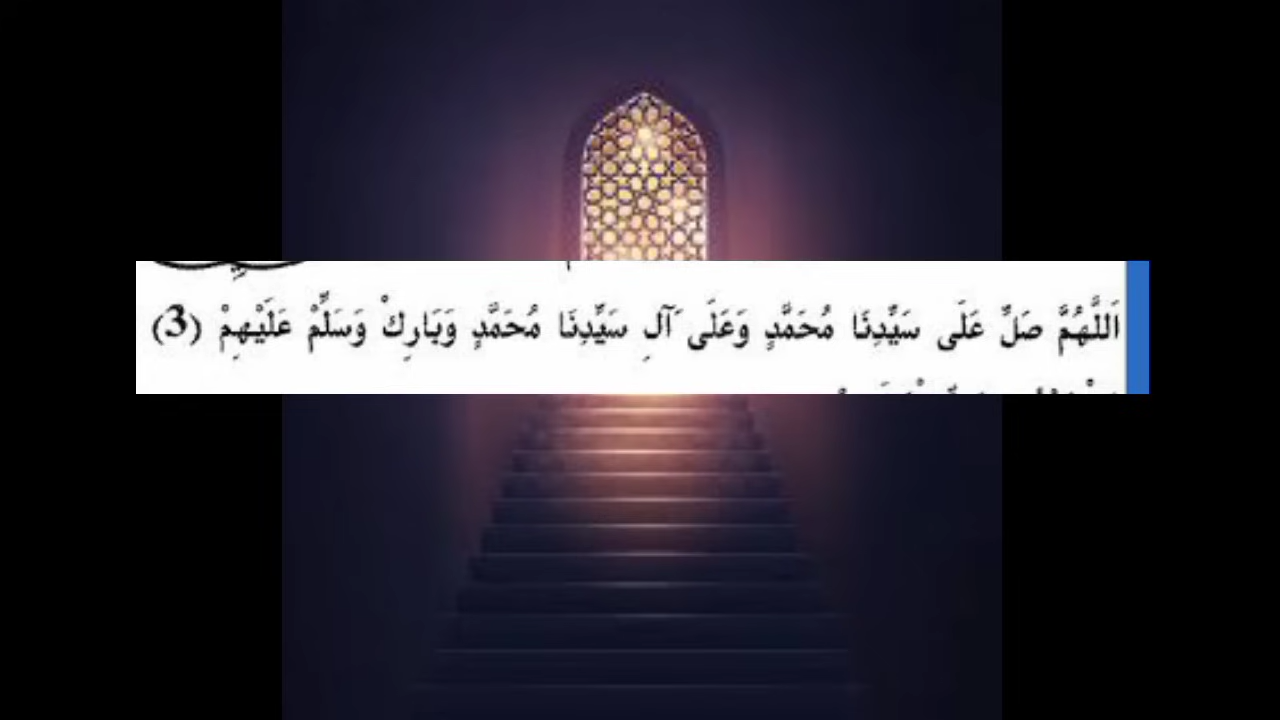 اَللَّهُمَّ صَلِّ عَلَى سَيِّدِنَا مُحَمَّدٍ وَعَلَى آلِ سَيِّدِنَا مُحَمَّدٍ وَبَارِكْ وَسَلِّمْ عَلَيْهِمْ (3)